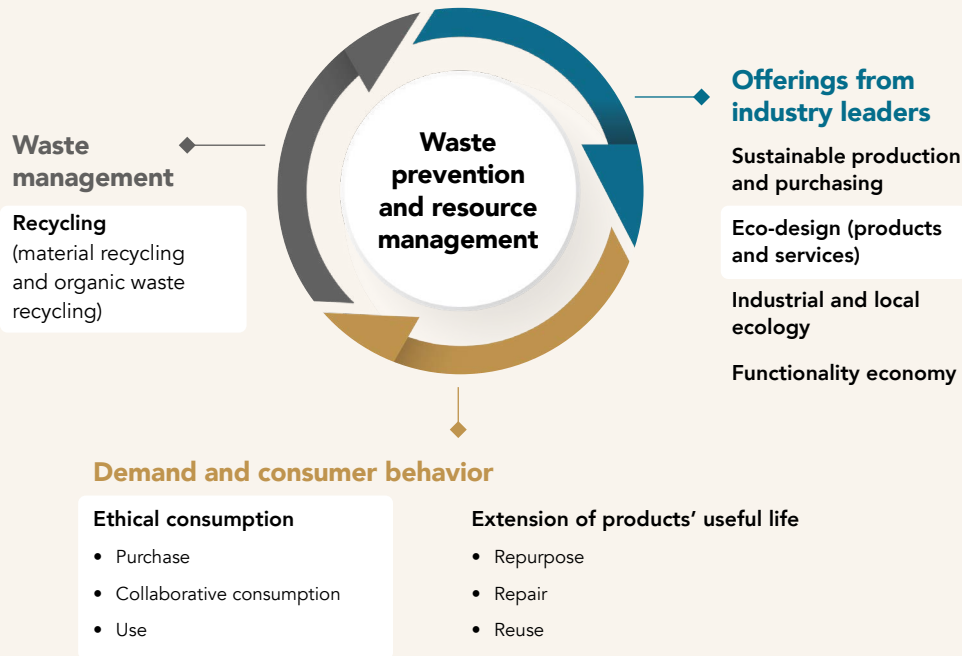 Waste
prevention
and resource
management
Offerings from
industry leaders
Sustainable production
and purchasing
Eco-design (products
and services)
Industrial and local
ecology
Functionality economy
Demand and consumer behavior
Ethical consumption
• Purchase
• Collaborative consumption
• Use
Extension of products’ useful life
• Repurpose
• Repair
• Reuse
Waste
management
Recycling
(material recycling
and organic waste
recycling)